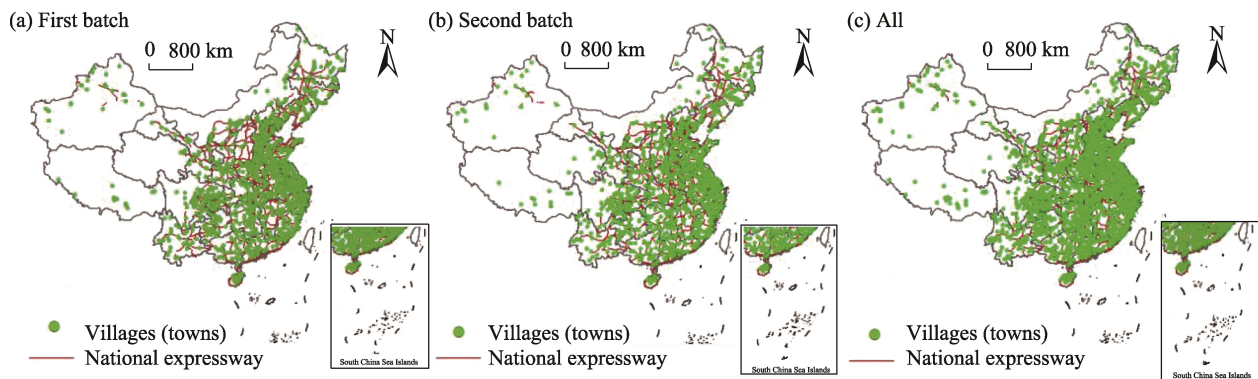 (a) First batch
0 800 km
N
Villages (towns)
National expressway
South China Sea Islands
(b) Second batch
0 800 km
N
Villages (towns)
National expressway
South China Sea Islands
(c) All
0 800 km
N
Villages (towns)
National expressway
South China Sea Islands